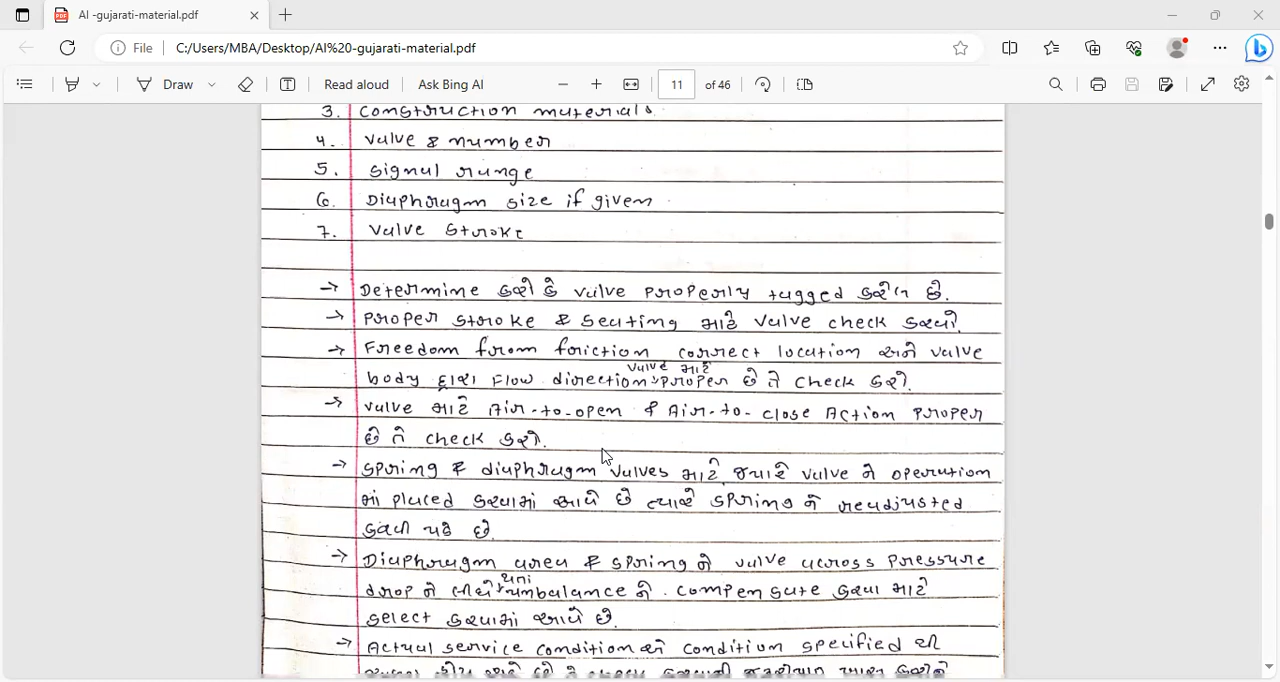 AI -gujarati-material.pdf
File C:/Users/MBA/Desktop/AI%20-gujarati-material.pdf
Draw Read aloud Ask Bing AI 11 of 46
3. Construction materials
4. Valve & number
5. Signal range
6. Diaphragm size if given
7. Valve Stroke
→ Determine કરો કે valve properly tagged કરેલ છે.
→ Proper stroke & seating માટે valve check કરવો.
→ Freedom from friction correct location અને valve
valve માટે
body દ્વારા Flow direction proper છે તે check કરો.
→ valve માટે Air-to-open & Air-to-close Action proper
છે તે check કરો.
→ spring & diaphragm valves માટે જ્યારે valve ને operation
માં placed કરવામાં આવે છે ત્યારે spring ને readjusted
કરવી પડે છે.
→ Diaphragm area & spring ને valve across pressure
drop ને લીધે થતા unbalance ને compensate કરવા માટે
select કરવામાં આવે છે.
→ Actual service condition એ condition specified થી